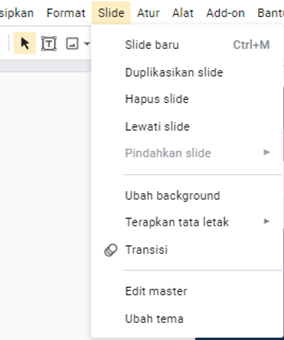 sipkan Format Slide Atur Alat Add-on Bantu
Slide baru Ctrl+M
Duplikasikan slide
Hapus slide
Lewati slide
Pindahkan slide
Ubah background
Terapkan tata letak
Transisi
Edit master
Ubah tema